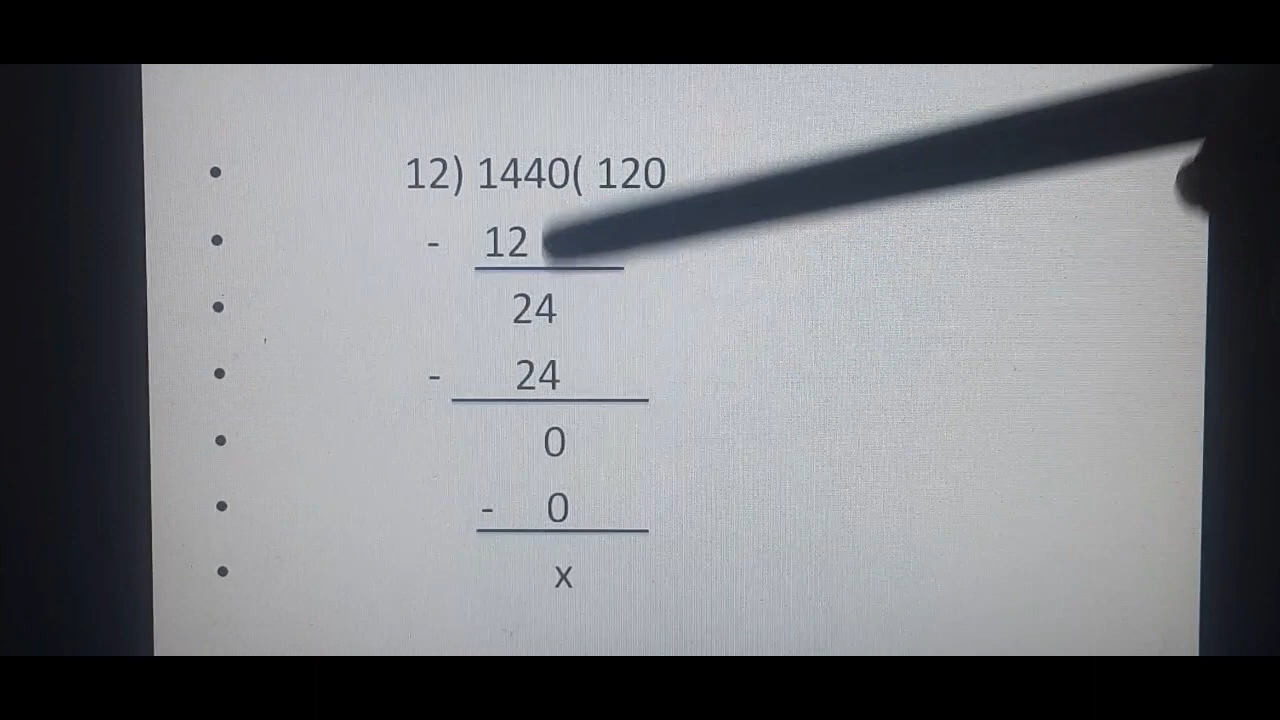 • 12) 1440( 120
• - 12
• 24
• - 24
• 0
• - 0
• x